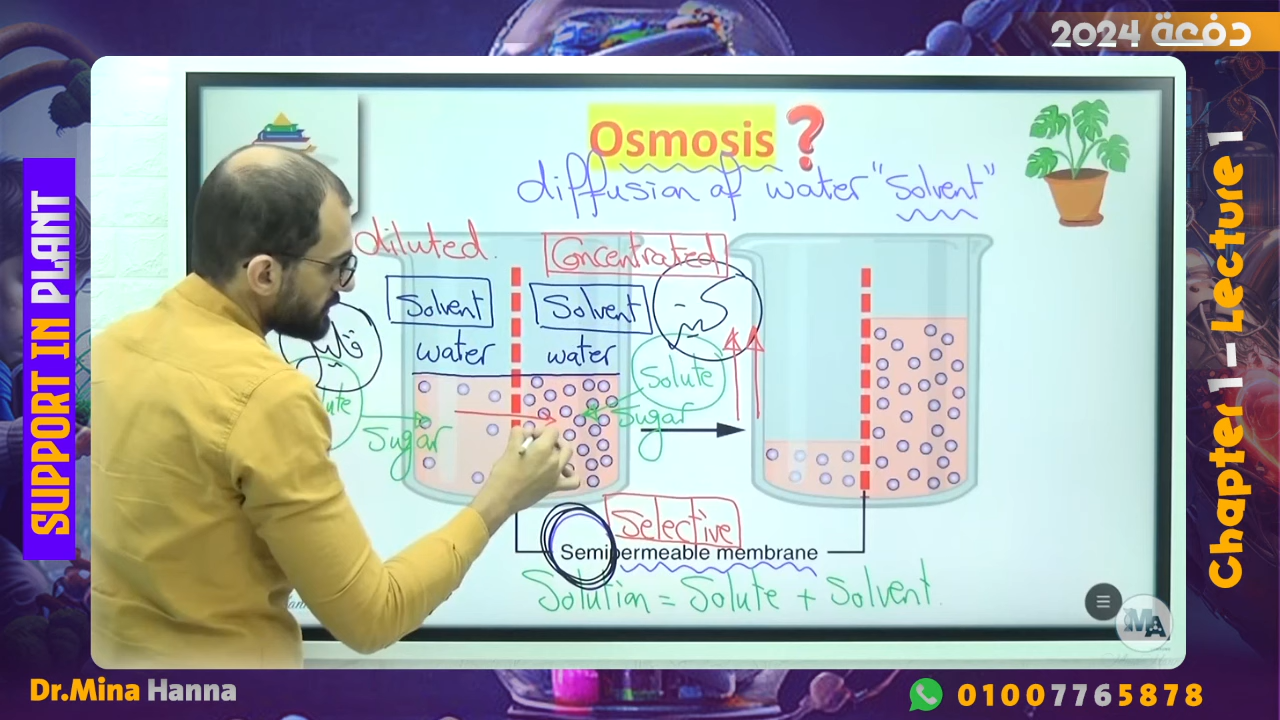 دفعة 2024
SUPPORT IN PLANT
Chapter 1 - Lecture 1
Osmosis ?
diffusion of water "Solvent"
diluted.
Concentrated
Solvent
Solvent
water
water
Solute
Sugar
Sugar
Selective
Semipermeable membrane
Solution = Solute + Solvent.
MA
Dr.Mina Hanna
01007765878